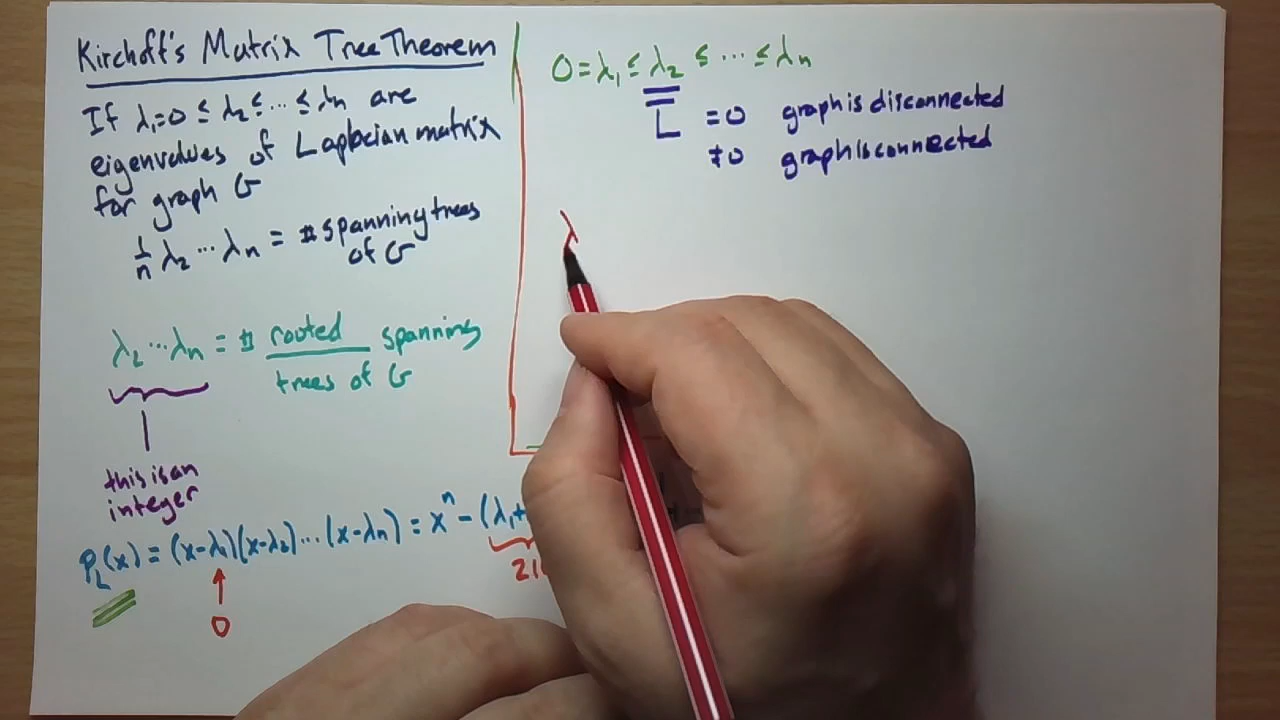 Kirchoff's Matrix Tree Theorem
If λ₁=0 ≤ λ₂ ≤ ⋯ ≤ λn are
eigenvalues of Laplacian matrix
for graph G
1/n λ₂ ⋯ λn = # spanning trees
of G
λ₂ ⋯ λn = # rooted spanning
trees of G
this is an
integer
P_L(x) = (x-λ₁)(x-λ₂)⋯(x-λn) = xⁿ - (λ₁+
0
0=λ₁ ≤ λ₂ ≤ ⋯ ≤ λn
=0 graph is disconnected
≠0 graph is connected
λ